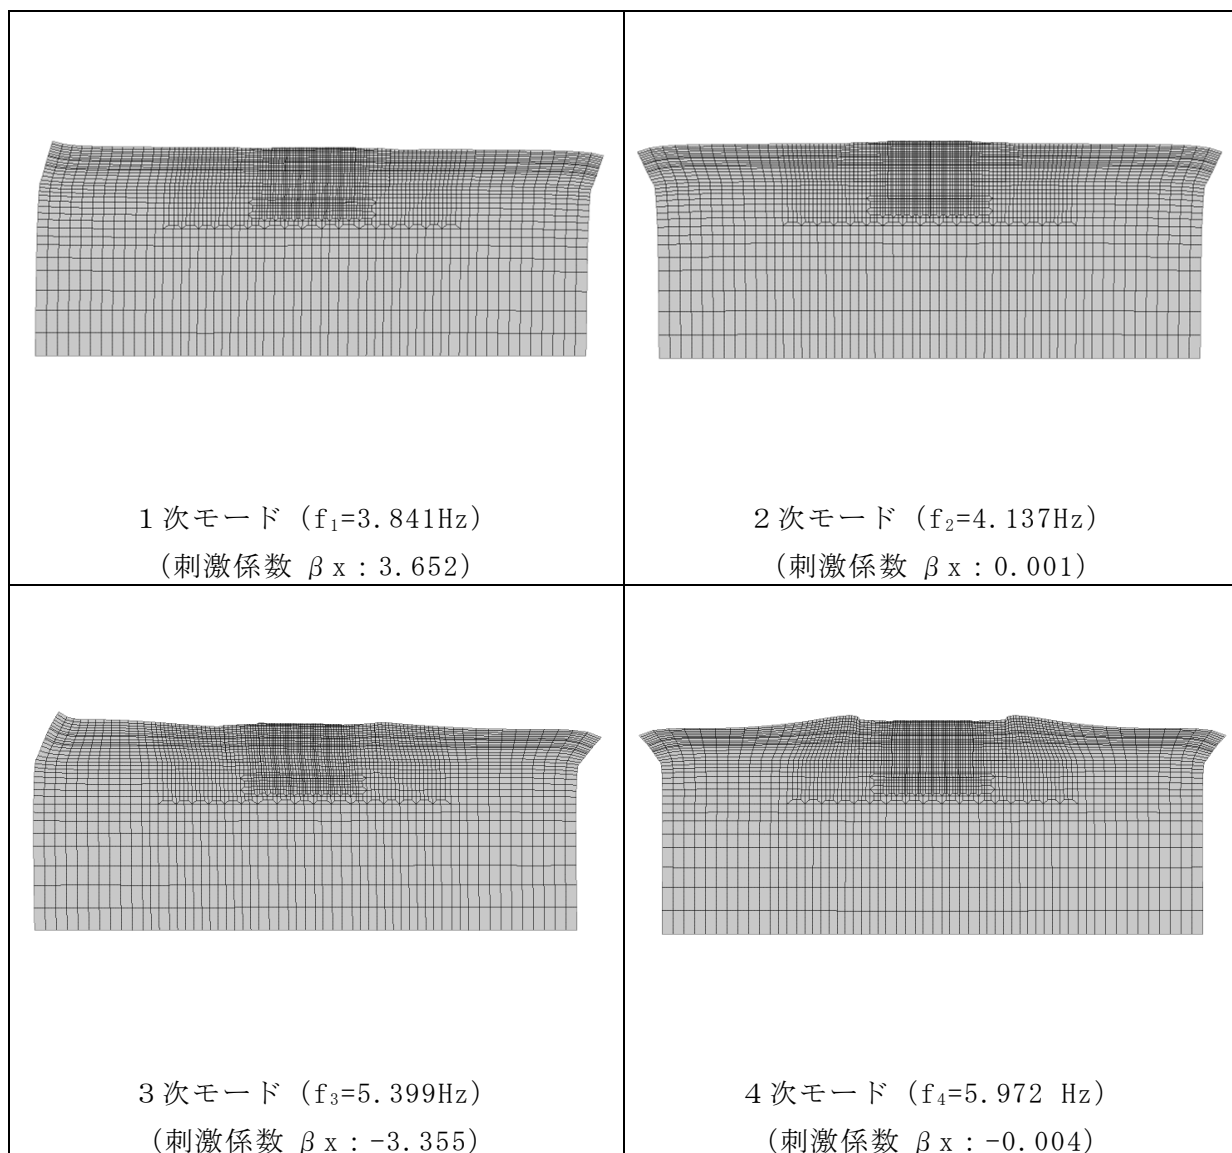 １次モード（f₁=3.841Hz）
（刺激係数 βx：3.652）
２次モード（f₂=4.137Hz）
（刺激係数 βx：0.001）
３次モード（f₃=5.399Hz）
（刺激係数 βx：-3.355）
４次モード（f₄=5.972 Hz）
（刺激係数 βx：-0.004）